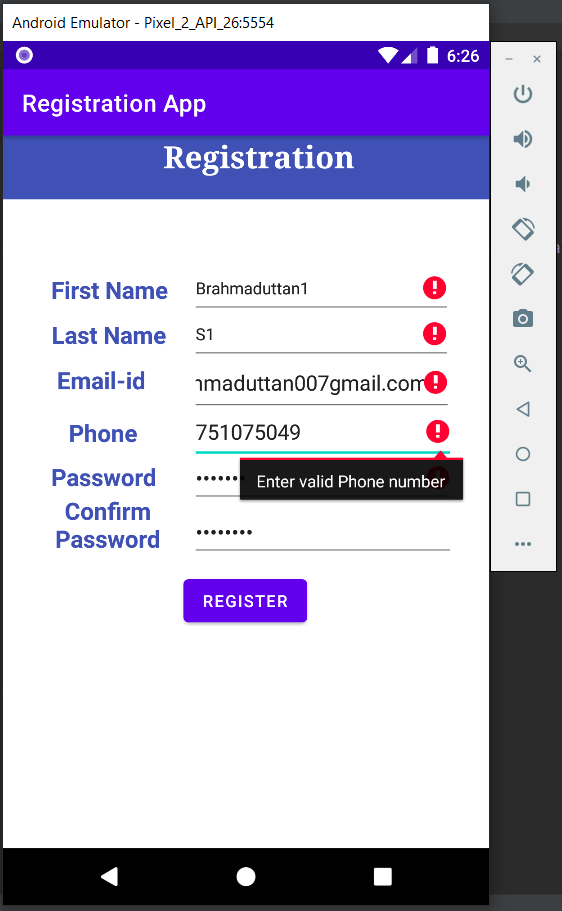 Android Emulator - Pixel_2_API_26:5554
6:26
Registration App
Registration
First Name Brahmaduttan1
Last Name S1
Email-id nmaduttan007gmail.com
Phone 751075049
Password •••••••
Enter valid Phone number
Confirm
Password ••••••••
REGISTER